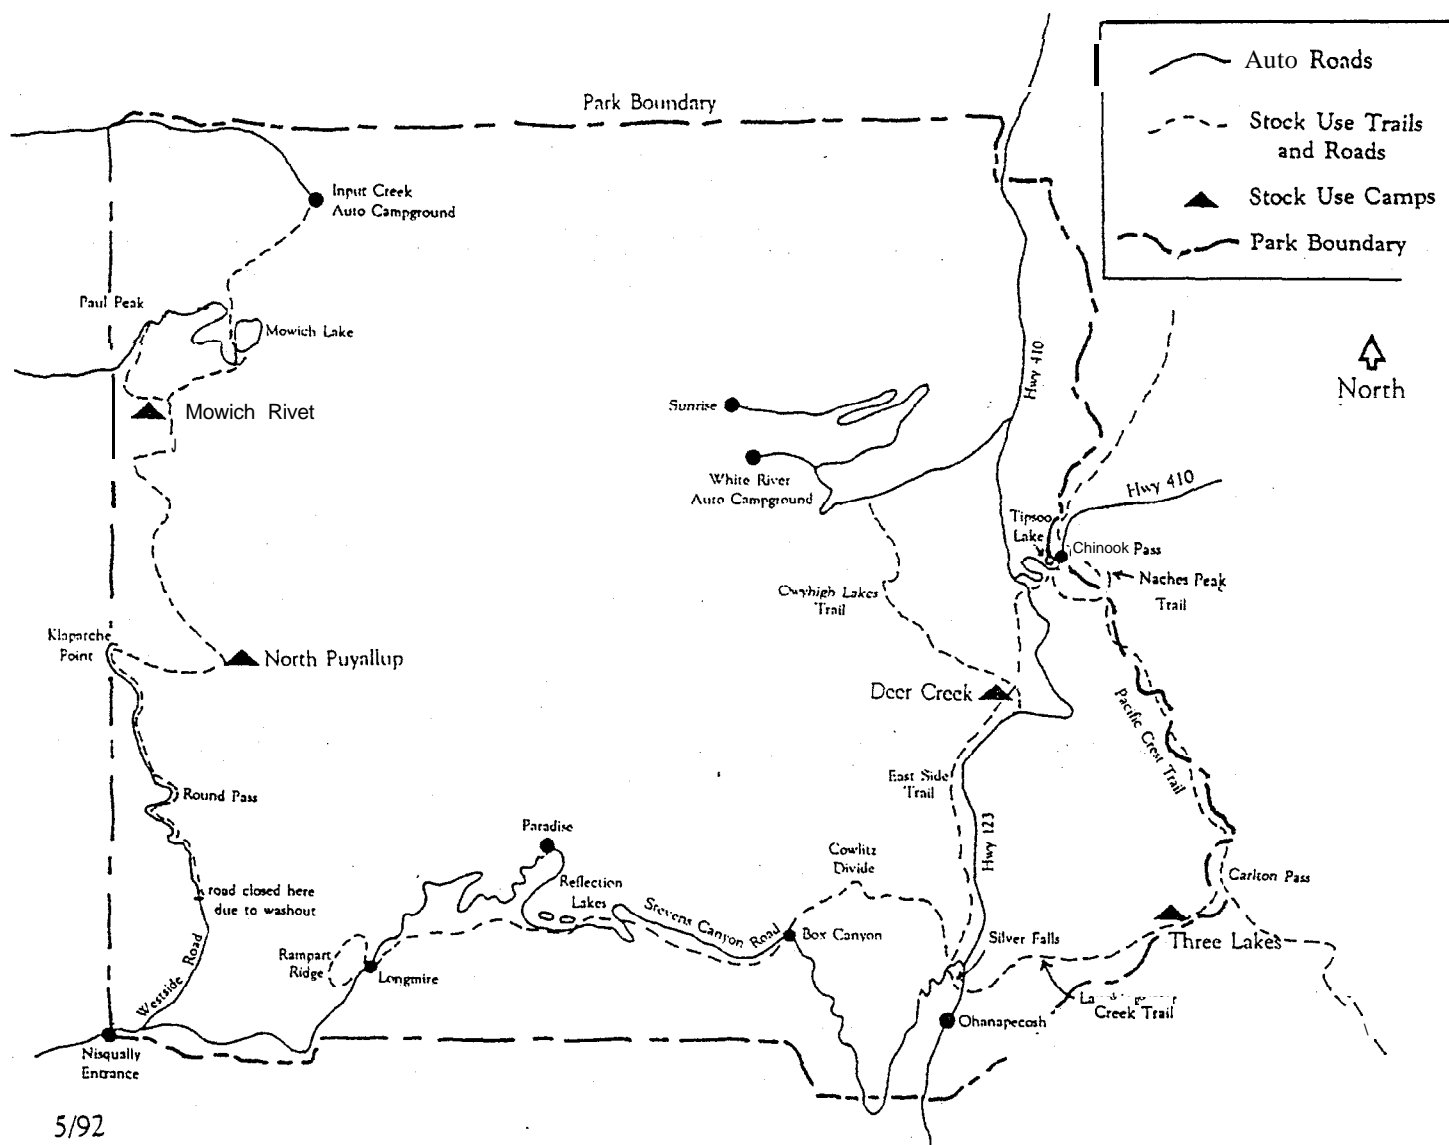 Park Boundary
Auto Roads
Stock Use Trails
and Roads
Stock Use Camps
Park Boundary
North
Input Creek
Auto Campground
Paul Peak
Mowich Lake
Mowich Rivet
Hwy 410
Sunrise
White River
Auto Campground
Hwy 410
Tipsoo
Lake
Chinook Pass
Naches Peak
Trail
Owyhigh Lakes
Trail
Klaparche
Point
North Puyallup
Deer Creek
Pacific Crest Trail
East Side
Trail
Round Pass
Hwy 123
Paradise
Cowlitz
Divide
Reflection
Lakes
road closed here
due to washout
Carlton Pass
Stevens Canyon Road
Box Canyon
Silver Falls
Three Lakes
Rampart
Ridge
Longmire
Westside Road
Creek Trail
Ohanapecosh
Nisqually
Entrance
5/92